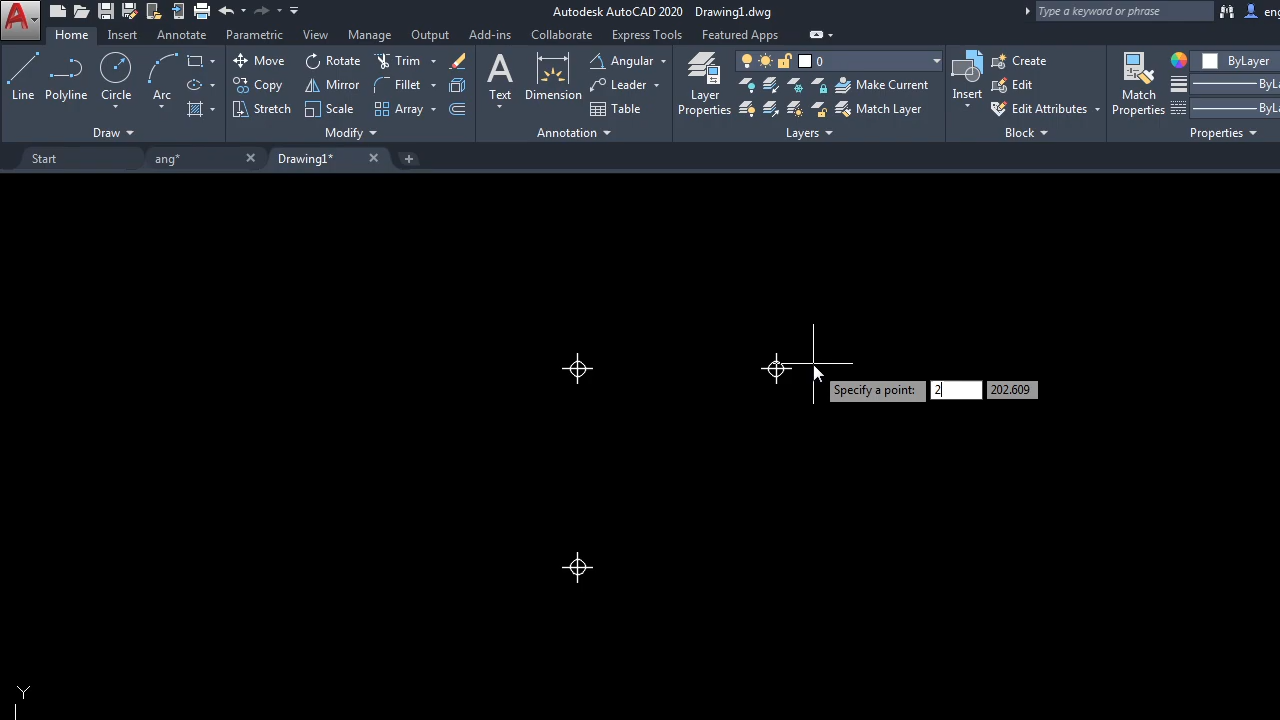 Autodesk AutoCAD 2020 Drawing1.dwg
Type a keyword or phrase
eng
Home Insert Annotate Parametric View Manage Output Add-ins Collaborate Express Tools Featured Apps
Line Polyline Circle Arc
Draw
Move Rotate Trim
Copy Mirror Fillet
Stretch Scale Array
Modify
Text Dimension
Angular
Leader
Table
Annotation
Layer Properties
0
Make Current
Match Layer
Layers
Insert
Create
Edit
Edit Attributes
Block
Match Properties
ByLayer
ByLa
ByLa
Properties
Start ang* Drawing1*
Specify a point: 2 202.609
Y